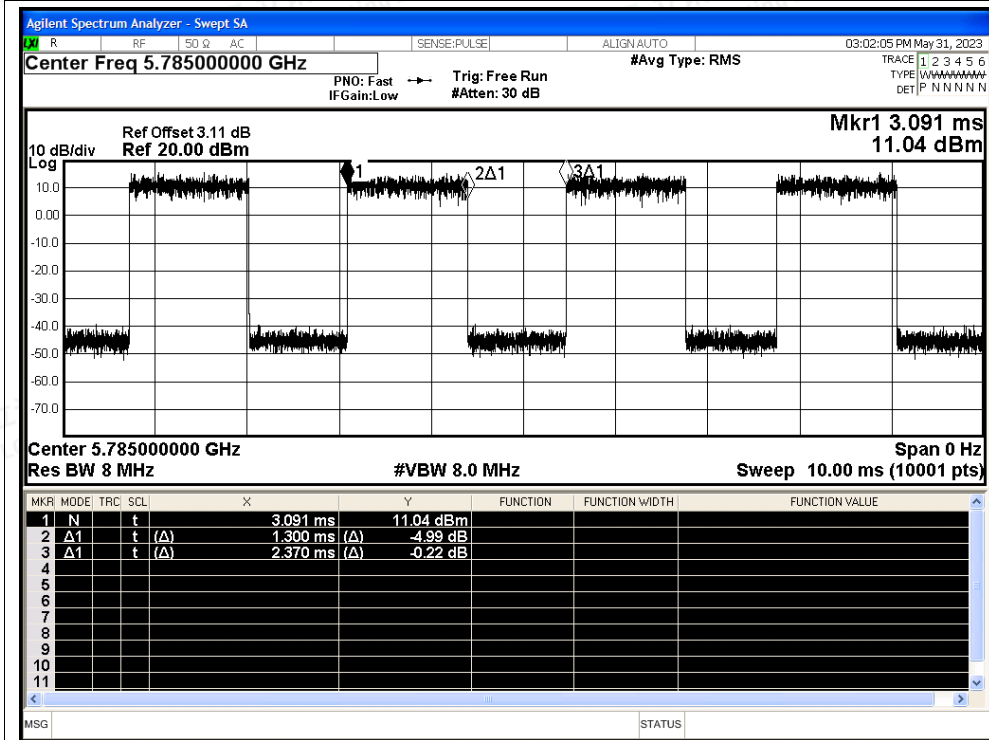 Agilent Spectrum Analyzer - Swept SA
LXI R RF 50 Ω AC SENSE:PULSE ALIGN AUTO 03:02:05 PM May 31, 2023
Center Freq 5.785000000 GHz #Avg Type: RMS TRACE 1 2 3 4 5 6
PNO: Fast Trig: Free Run TYPE
IFGain:Low #Atten: 30 dB DET P N N N N N
Mkr1 3.091 ms
Ref Offset 3.11 dB
10 dB/div Ref 20.00 dBm 11.04 dBm
Log
1 2Δ1 3Δ1
10.0
0.00
-10.0
-20.0
-30.0
-40.0
-50.0
-60.0
-70.0
Center 5.785000000 GHz Span 0 Hz
Res BW 8 MHz #VBW 8.0 MHz Sweep 10.00 ms (10001 pts)
MKR MODE TRC SCL X Y FUNCTION FUNCTION WIDTH FUNCTION VALUE
1 N t 3.091 ms 11.04 dBm
2 Δ1 t (Δ) 1.300 ms (Δ) -4.99 dB
3 Δ1 t (Δ) 2.370 ms (Δ) -0.22 dB
4
5
6
7
8
9
10
11
MSG STATUS